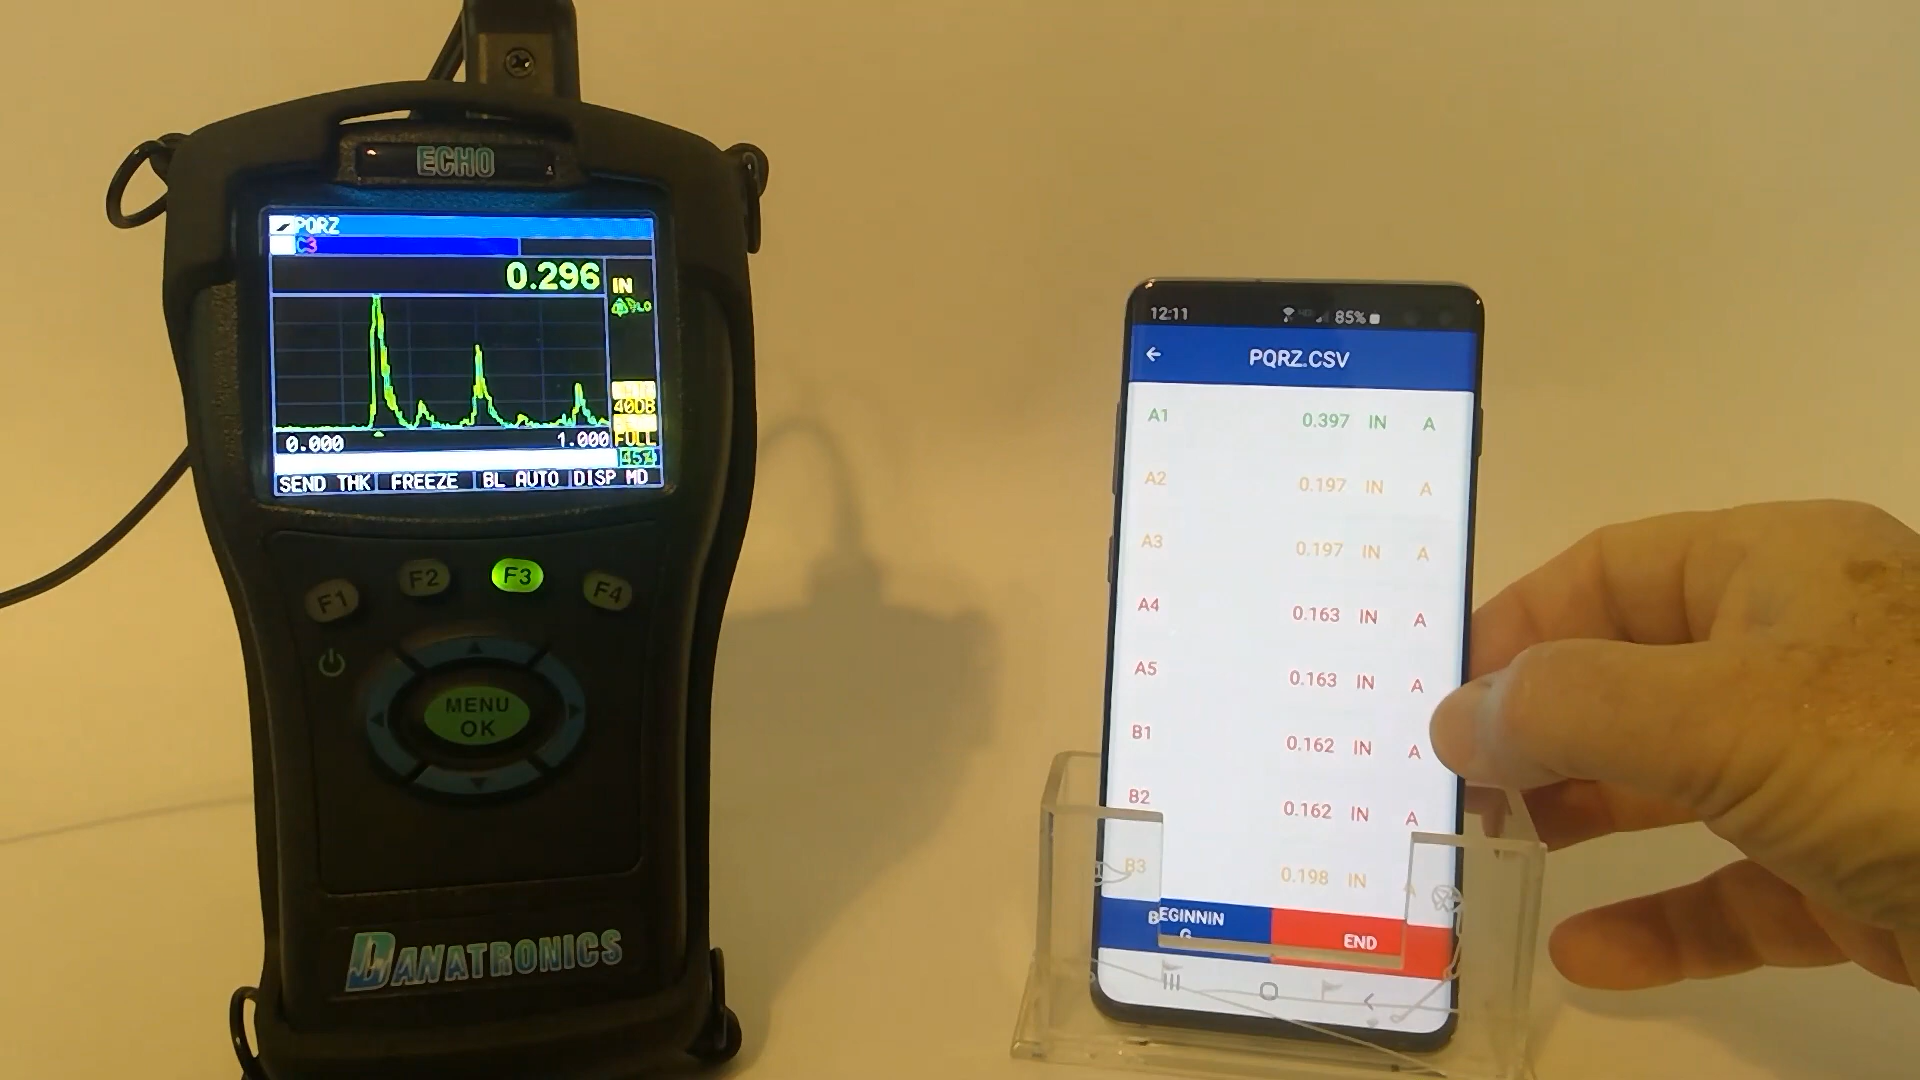 ECHO
PQRZ
C3
0.296 IN
LO
40DB
FULL
0.000 1.000
SEND THK FREEZE BL AUTO DISP MD
F1 F2 F3 F4
MENU
OK
DANATRONICS
12:11 85%
PQRZ.CSV
A1 0.397 IN A
A2 0.197 IN A
A3 0.197 IN A
A4 0.163 IN A
A5 0.163 IN A
B1 0.162 IN A
B2 0.162 IN A
B3 0.198 IN A
BEGINNIN
G
END